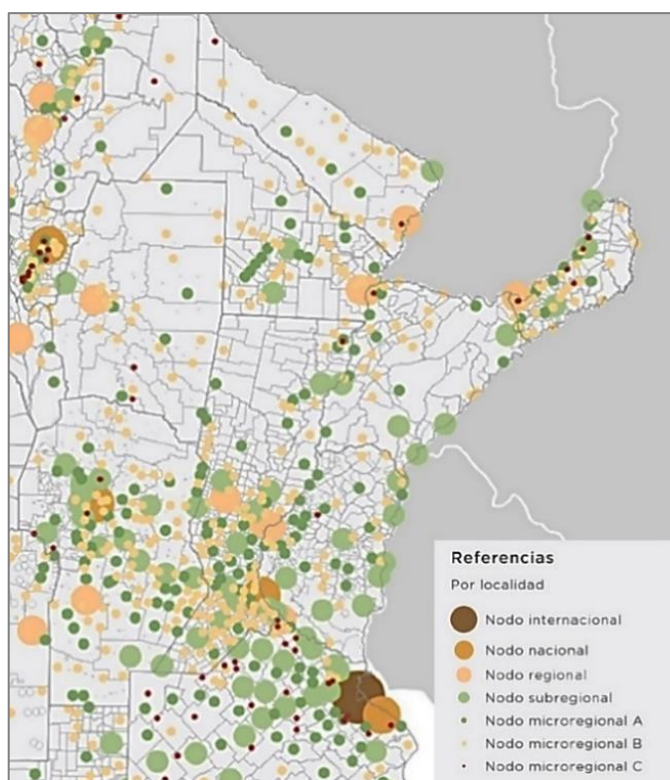 Referencias
Por localidad
Nodo internacional
Nodo nacional
Nodo regional
Nodo subregional
Nodo microregional A
Nodo microregional B
Nodo microregional C